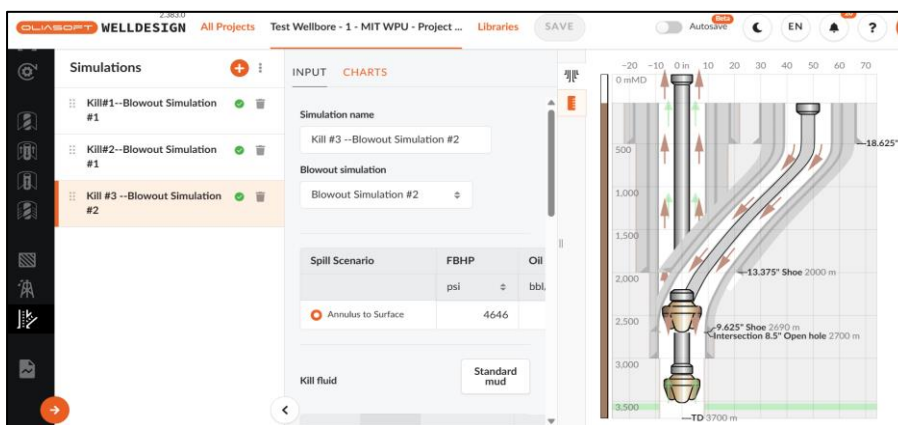 2.383.0
OLIASOFT WELLDESIGN
All Projects
Test Wellbore - 1 - MIT WPU - Project ...
Libraries
SAVE
Autosave
Beta
EN
?
Simulations
Kill#1--Blowout Simulation
#1
Kill#2--Blowout Simulation
#1
Kill #3 --Blowout Simulation
#2
INPUT CHARTS
Simulation name
Kill #3 --Blowout Simulation #2
Blowout simulation
Blowout Simulation #2
Spill Scenario FBHP Oil
psi bbl.
Annulus to Surface 4646
Kill fluid
Standard
mud
-20 -10 0 in 10 20 30 40 50 60 70
0 mMD
500
18.625"
1,000
1,500
2,000
13.375" Shoe 2000 m
2,500
9.625" Shoe 2690 m
Intersection 8.5" Open hole 2700 m
3,000
3,500
TD 3700 m